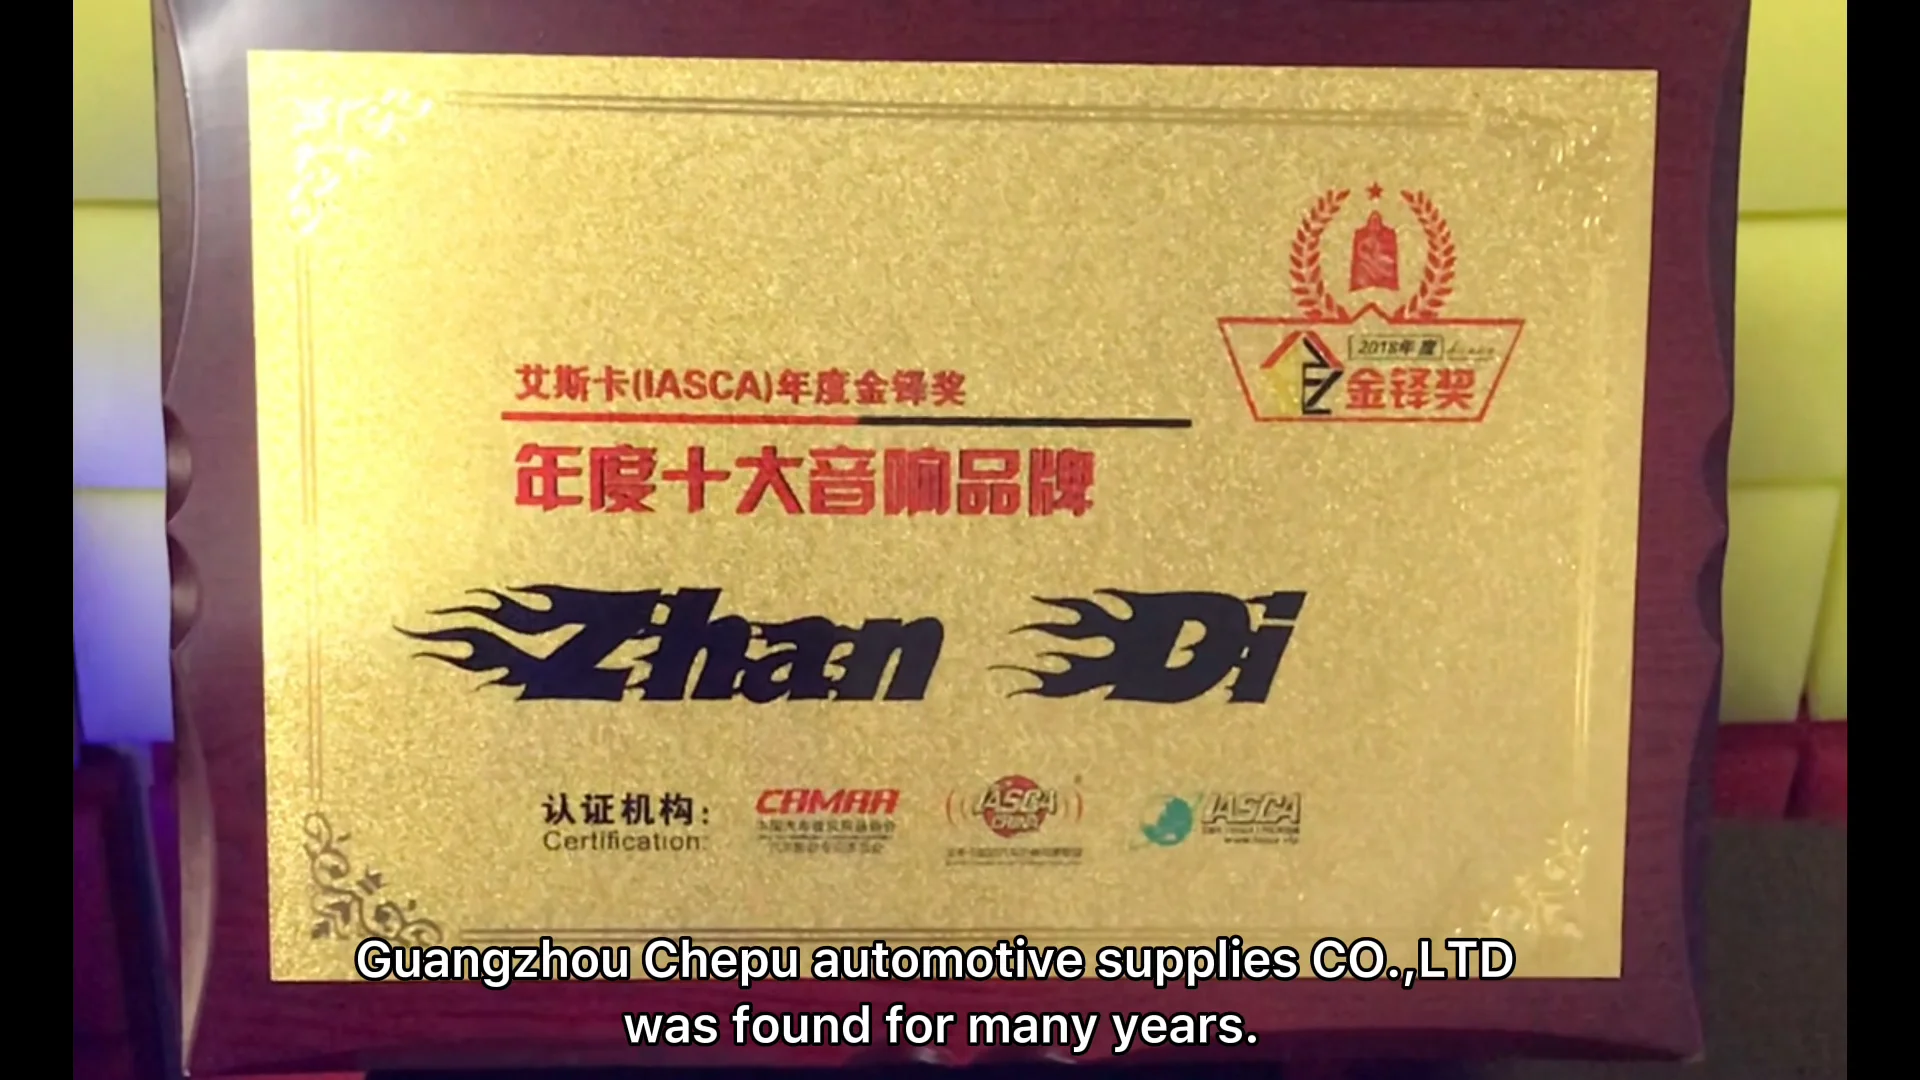 2018年度
金铎奖
艾斯卡(IASCA)年度金铎奖
年度十大音响品牌
Zhan Di
认证机构:
Certification:
CAMRA
IASCA
CHINA
IASCA
Guangzhou Chepu automotive supplies CO.,LTD
was found for many years.